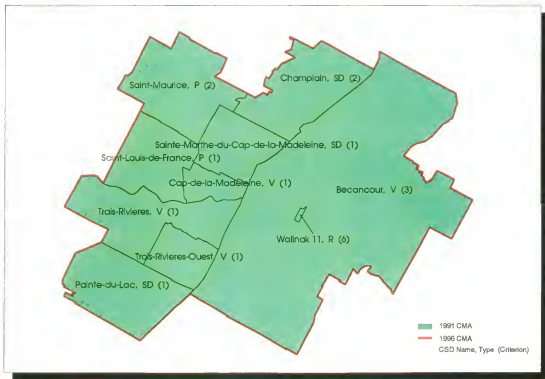 Saint-Maurice, P (2)
Champlain, SD (2)
Sainte-Marthe-du-Cap-de-la-Madeleine, SD (1)
Saint-Louis-de-France, P (1)
Cap-de-la-Madeleine, V (1)
Becancour, V (3)
Trois-Rivieres, V (1)
Wolinak 11, R (6)
Trois-Rivieres-Ouest, V (1)
Pointe-du-Lac, SD (1)
1991 CMA
1996 CMA
CSD Name, Type (Criterion)